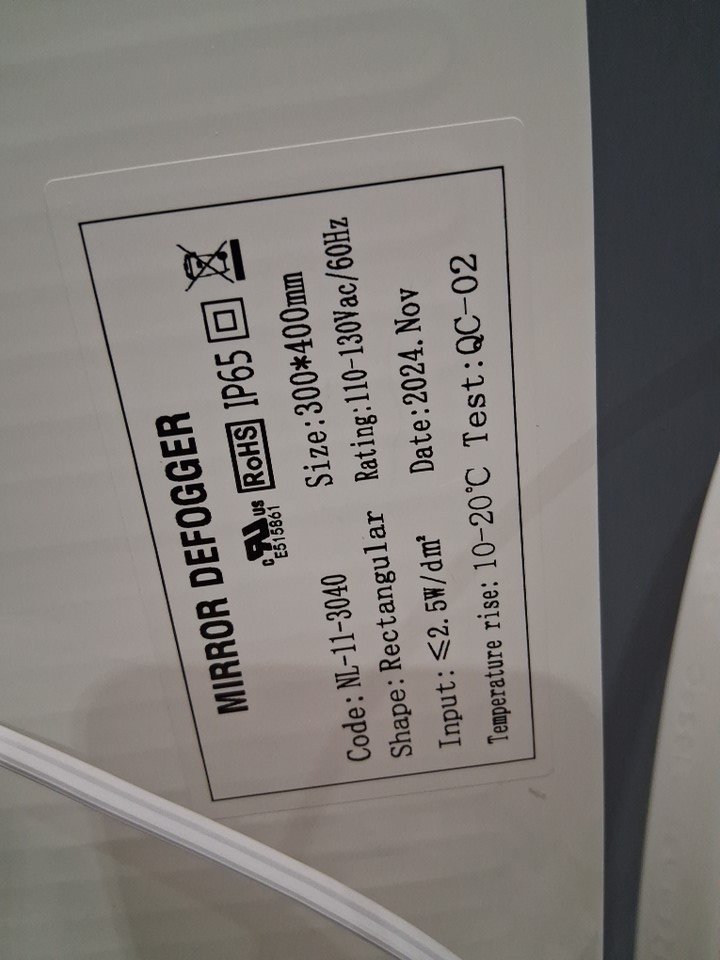 MIRROR DEFOGGER
c RU us E515861 RoHS IP65
Code: NL-11-3040 Size:300*400mm
Shape: Rectangular Rating:110-130Vac/60Hz
Input: ≤2.5W/dm² Date:2024.Nov
Temperature rise: 10-20℃ Test:QC-02